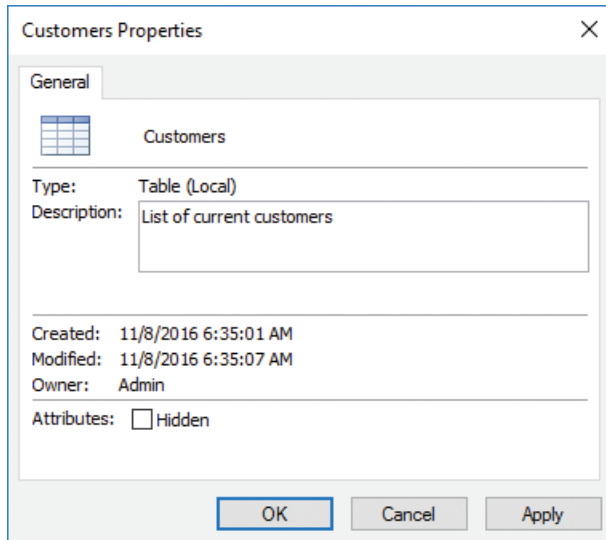 Customers Properties
General
Customers
Type: Table (Local)
Description: List of current customers
Created: 11/8/2016 6:35:01 AM
Modified: 11/8/2016 6:35:07 AM
Owner: Admin
Attributes: Hidden
OK Cancel Apply